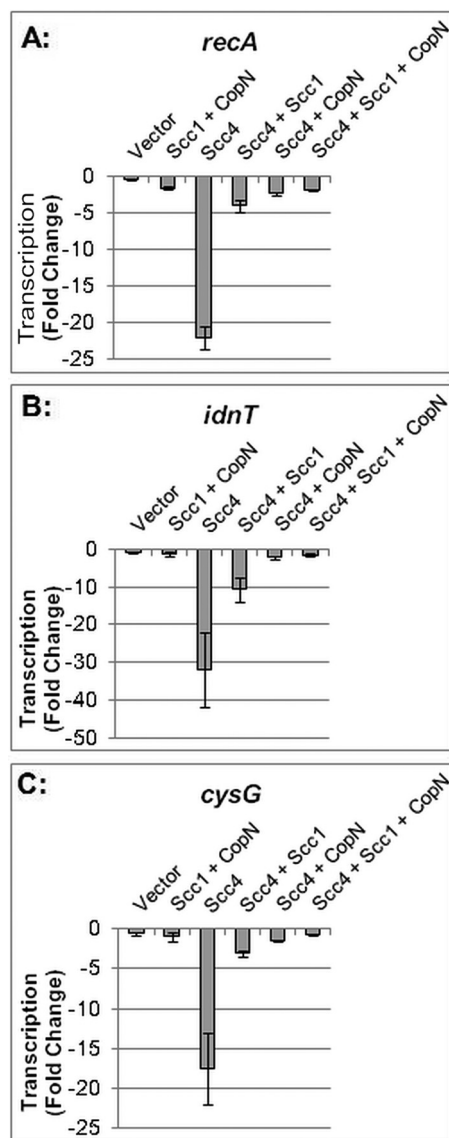 A:
recA
Vector
Scc1 + CopN
Scc4
Scc4 + Scc1
Scc4 + CopN
Scc4 + Scc1 + CopN
Transcription
(Fold Change)
0
-5
-10
-15
-20
-25
B:
idnT
Vector
Scc1 + CopN
Scc4
Scc4 + Scc1
Scc4 + CopN
Scc4 + Scc1 + CopN
Transcription
(Fold Change)
0
-10
-20
-30
-40
-50
C:
cysG
Vector
Scc1 + CopN
Scc4
Scc4 + Scc1
Scc4 + CopN
Scc4 + Scc1 + CopN
Transcription
(Fold Change)
0
-5
-10
-15
-20
-25